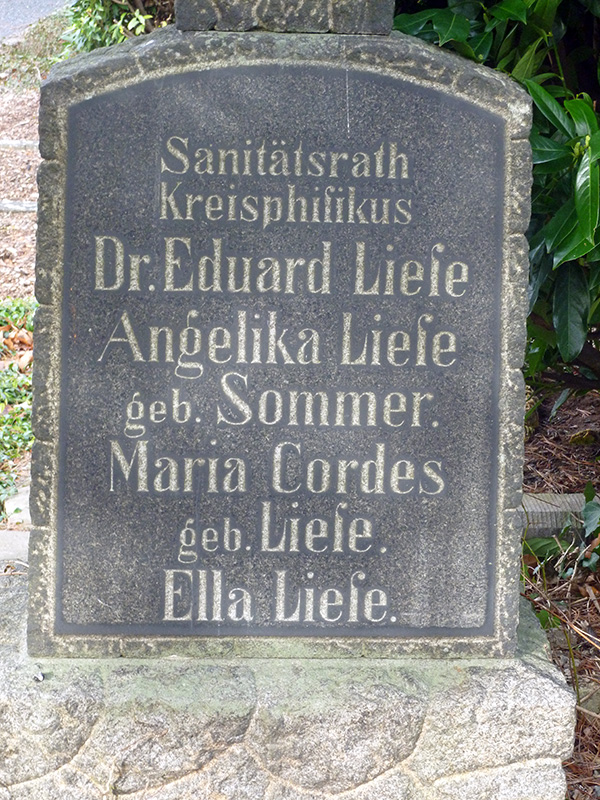 Sanitätsrath
Kreisphiſikus
Dr. Eduard Lieſe
Angelika Lieſe
geb. Sommer.
Maria Cordes
geb. Lieſe.
Ella Lieſe.